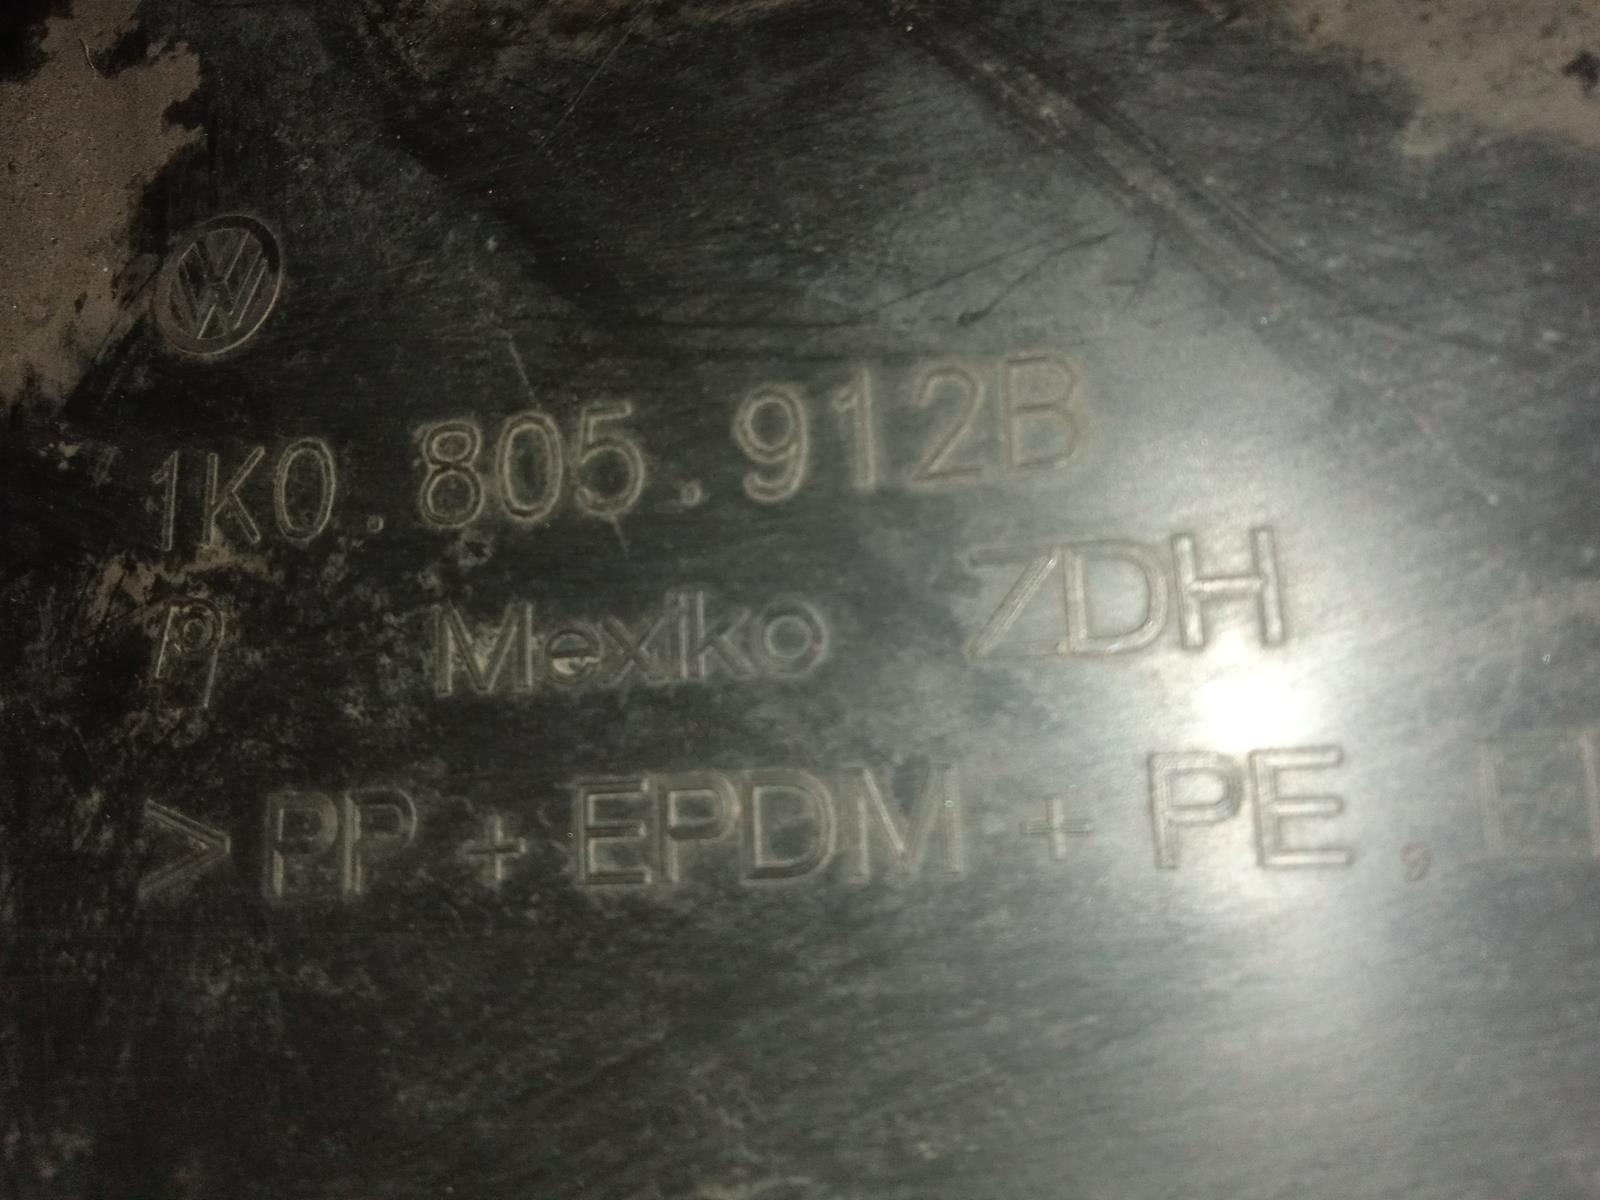 1K0.805.912B
Mexiko ZDH
>PP+EPDM+PE,